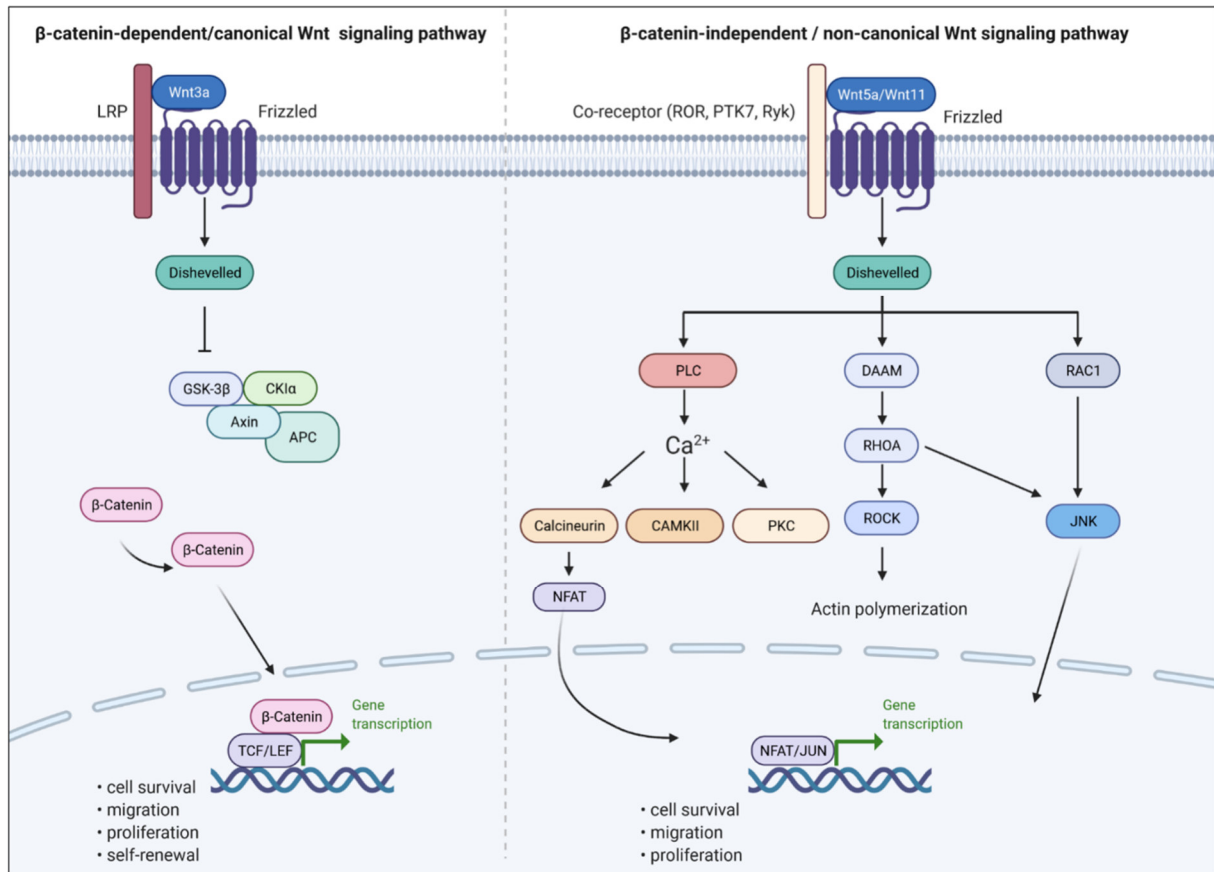 β-catenin-dependent/canonical Wnt signaling pathway
LRP
Wnt3a
Frizzled
Dishevelled
GSK-3β
CKIα
Axin
APC
β-Catenin
β-Catenin
β-Catenin
TCF/LEF
Gene
transcription
• cell survival
• migration
• proliferation
• self-renewal
β-catenin-independent / non-canonical Wnt signaling pathway
Co-receptor (ROR, PTK7, Ryk)
Wnt5a/Wnt11
Frizzled
Dishevelled
PLC
DAAM
RAC1
Ca²⁺
RHOA
Calcineurin
CAMKII
PKC
ROCK
JNK
NFAT
Actin polymerization
Gene
transcription
NFAT/JUN
• cell survival
• migration
• proliferation